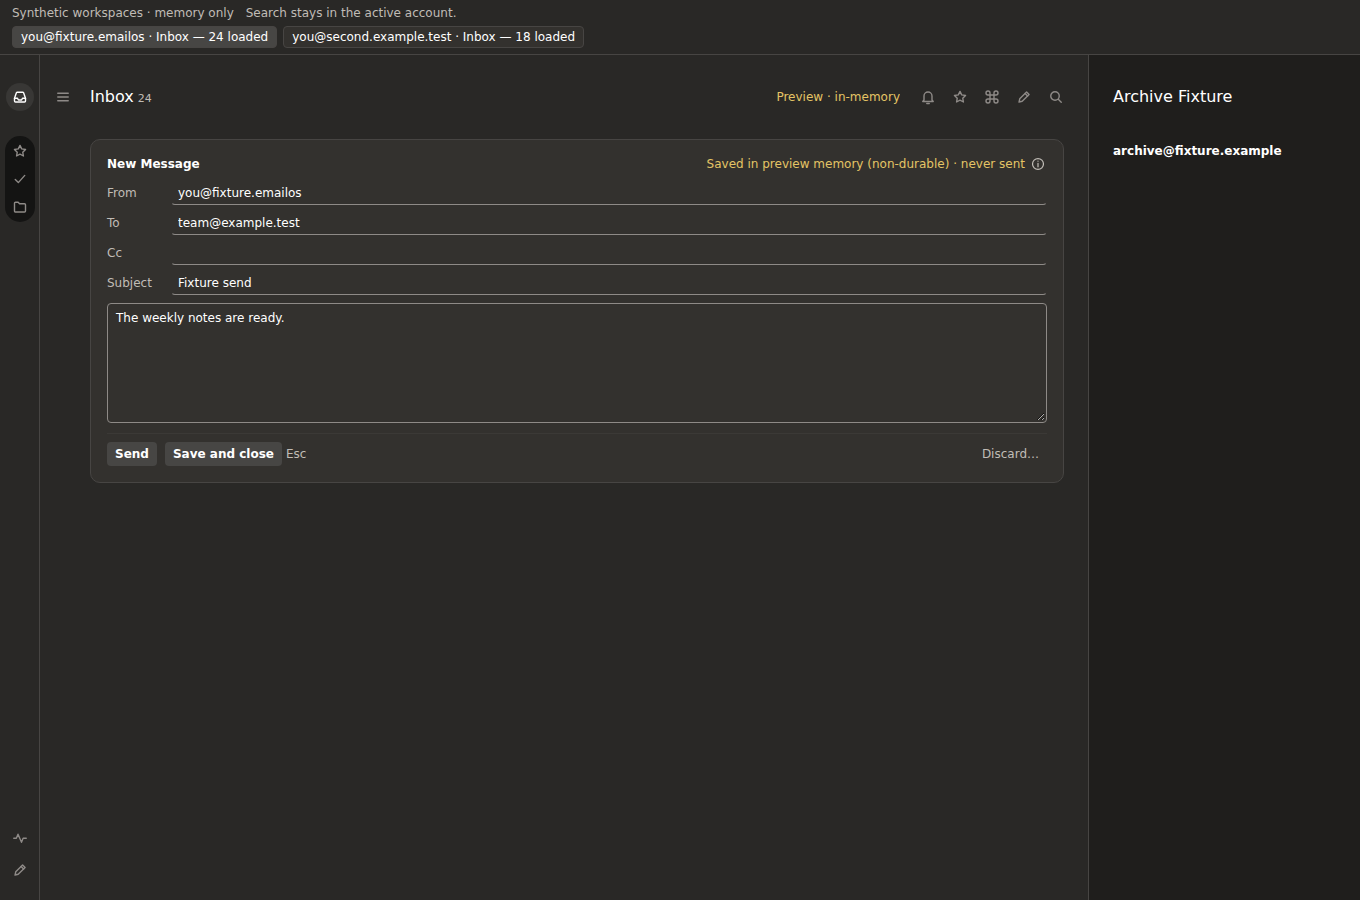 Synthetic workspaces · memory only Search stays in the active account.
you@fixture.emailos · Inbox — 24 loaded you@second.example.test · Inbox — 18 loaded
Inbox 24
Preview · in-memory
Archive Fixture
archive@fixture.example
New Message
Saved in preview memory (non-durable) · never sent
From you@fixture.emailos
To team@example.test
Cc
Subject Fixture send
The weekly notes are ready.
Send Save and close Esc Discard…